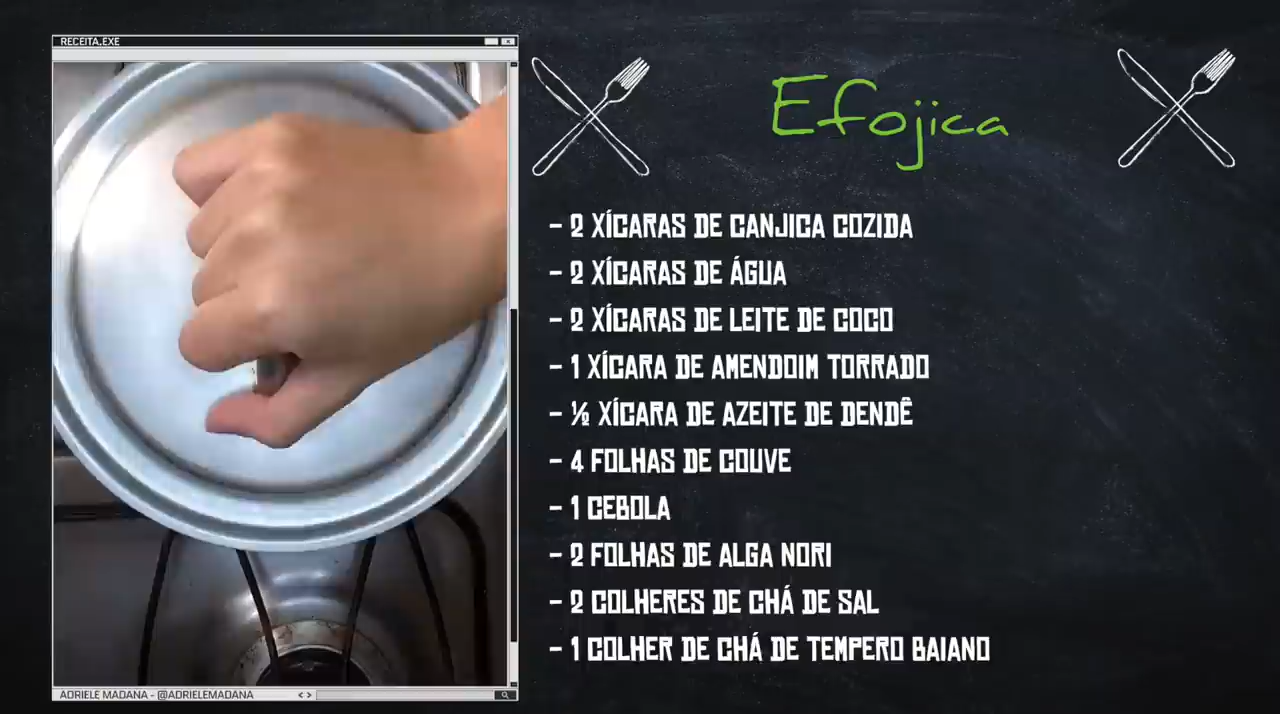 RECEITA.EXE
Efojica
- 2 XÍCARAS DE CANJICA COZIDA
- 2 XÍCARAS DE ÁGUA
- 2 XÍCARAS DE LEITE DE COCO
- 1 XÍCARA DE AMENDOIM TORRADO
- ½ XÍCARA DE AZEITE DE DENDÊ
- 4 FOLHAS DE COUVE
- 1 CEBOLA
- 2 FOLHAS DE ALGA NORI
- 2 COLHERES DE CHÁ DE SAL
- 1 COLHER DE CHÁ DE TEMPERO BAIANO
ADRIELE MADANA - @ADRIELEMADANA